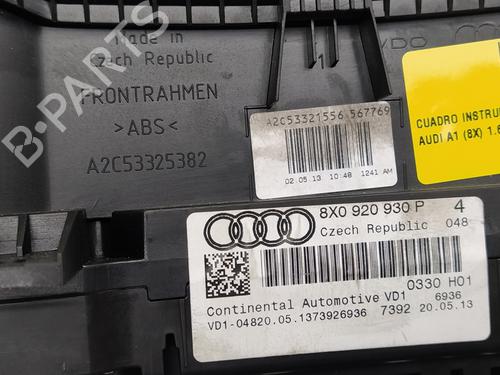 Made in
Czech Republic
FRONTRAHMEN
>ABS<
A2C53325382
1
A2C53321556 567769
02.05.13 10:48 1241 AM
CUADRO INSTRU
AUDI A1 (8X) 1.6
8X0 920 930 P 4
Czech Republic 048
0330 H01
Continental Automotive VD1 6936
VD1-04820.05.1373926936 7392 20.05.13
B-PARTS